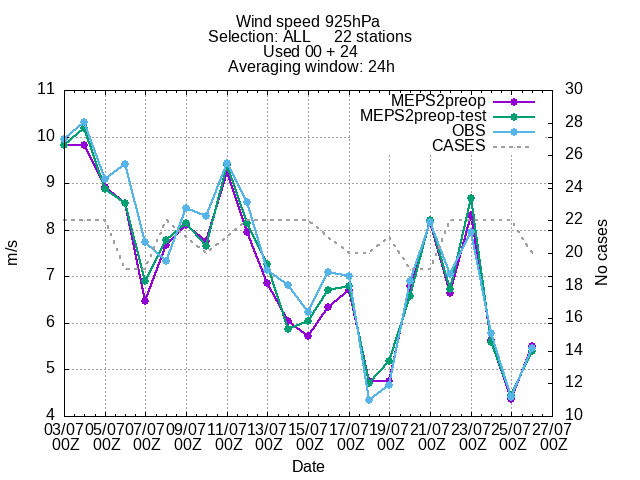 Wind speed 925hPa
Selection: ALL 22 stations
Used 00 + 24
Averaging window: 24h
11 30
MEPS2preop
MEPS2preop-test
OBS
CASES
10 28
26
9 24
8 22
20
7 18
6 16
14
5 12
4 10
m/s
No cases
03/07 05/07 07/07 09/07 11/07 13/07 15/07 17/07 19/07 21/07 23/07 25/07 27/07
00Z 00Z 00Z 00Z 00Z 00Z 00Z 00Z 00Z 00Z 00Z 00Z 00Z
Date